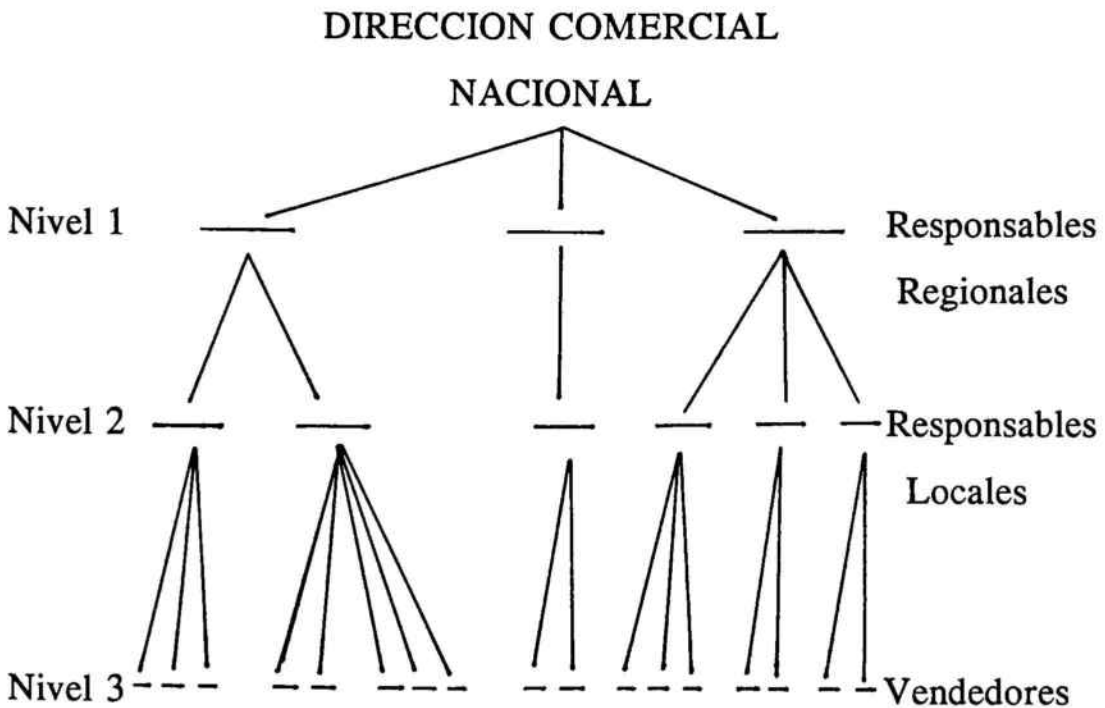 DIRECCION COMERCIAL
NACIONAL
Nivel 1
Responsables
Regionales
Nivel 2
Responsables
Locales
Nivel 3
Vendedores